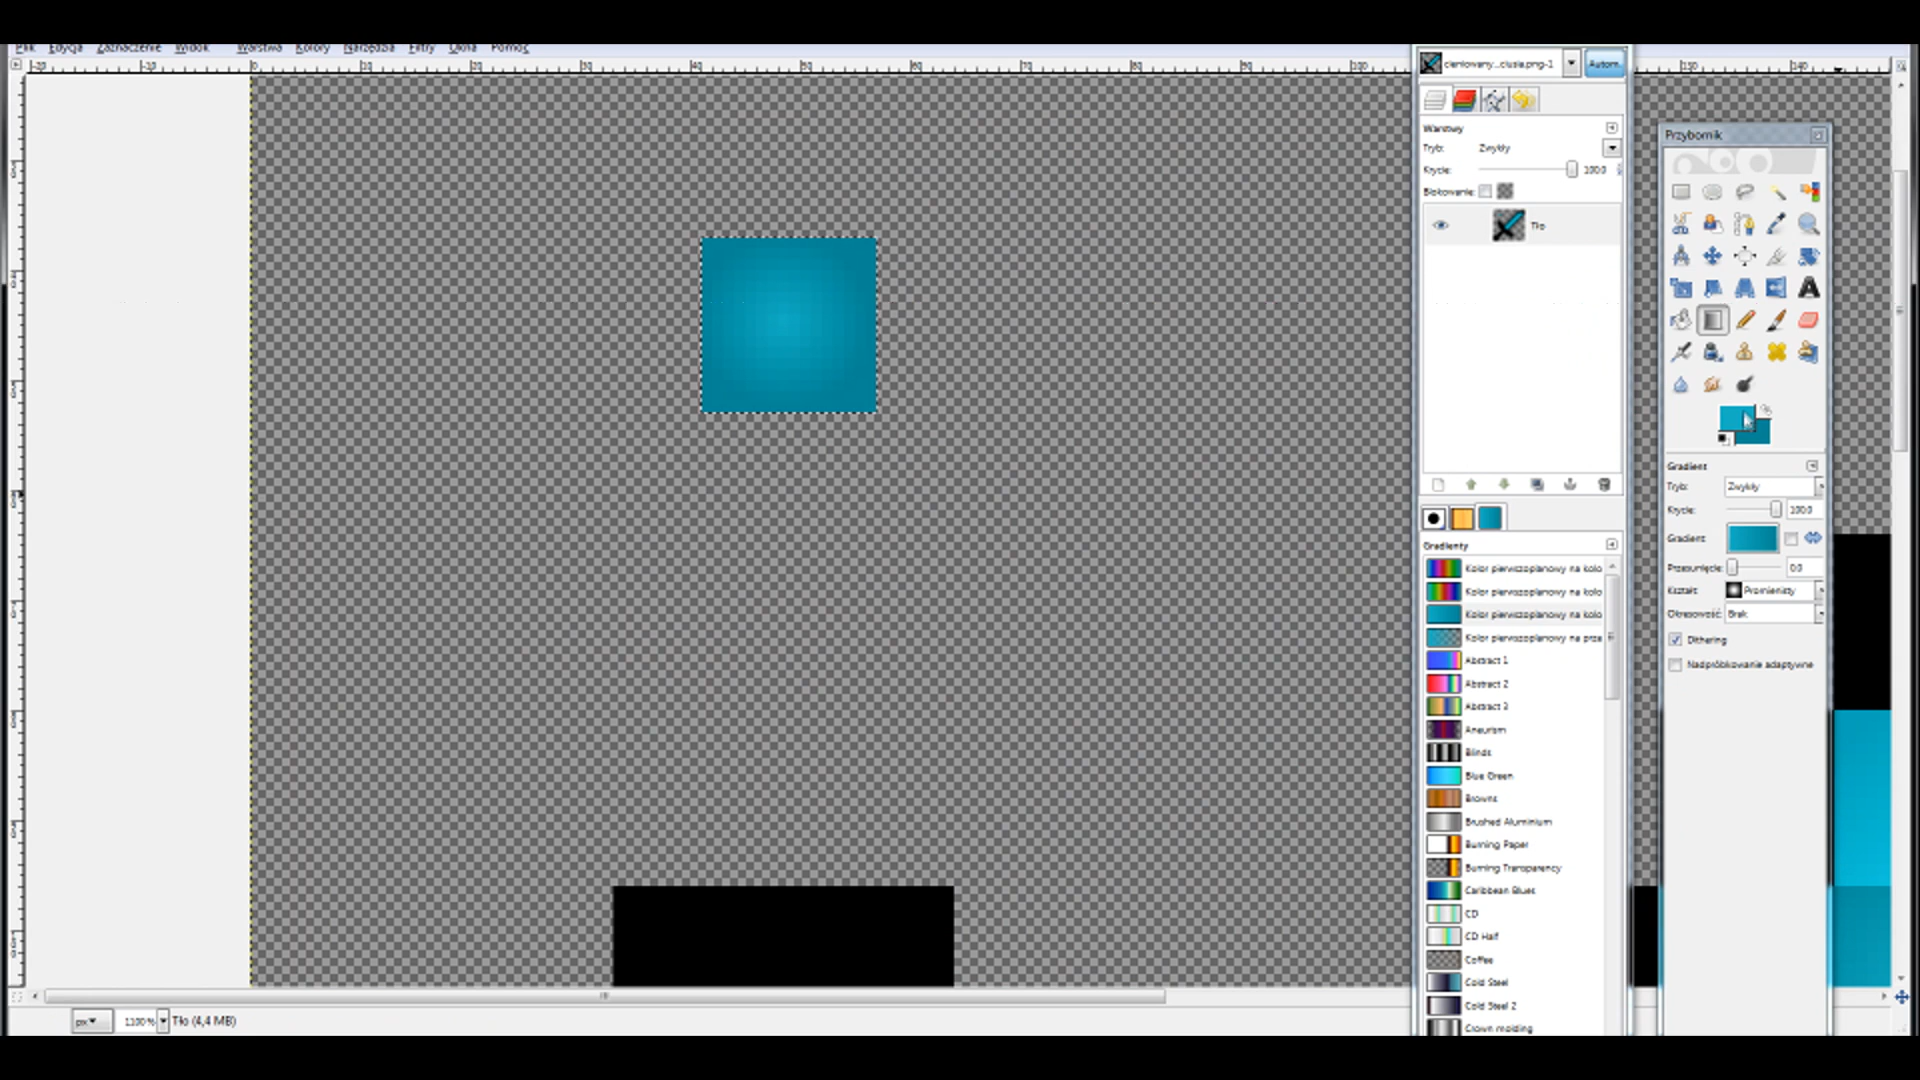 Plik Edycja Zaznaczenie Widok Warstwa Kolory Narzędzia Filtry Okna Pomoc
cieniowany...ciusia.png-1
Autom.
Warstwy
Tryb: Zwykły
Krycie: 100.0
Blokowanie:
Tło
Gradienty
Kolor pierwszoplanowy na kolo
Kolor pierwszoplanowy na kolo
Kolor pierwszoplanowy na kolo
Kolor pierwszoplanowy na prze
Abstract 1
Abstract 2
Abstract 3
Aneurism
Blinds
Blue Green
Browns
Brushed Aluminium
Burning Paper
Burning Transparency
Caribbean Blues
CD
CD Half
Coffee
Cold Steel
Cold Steel 2
Crown molding
Przybornik
Gradient
Tryb: Zwykły
Krycie: 100.0
Gradient:
Przesunięcie: 0.0
Kształt: Promienisty
Okresowość: Brak
Dithering
Nadpróbkowanie adaptywne
px 1100% Tło (4,4 MB)